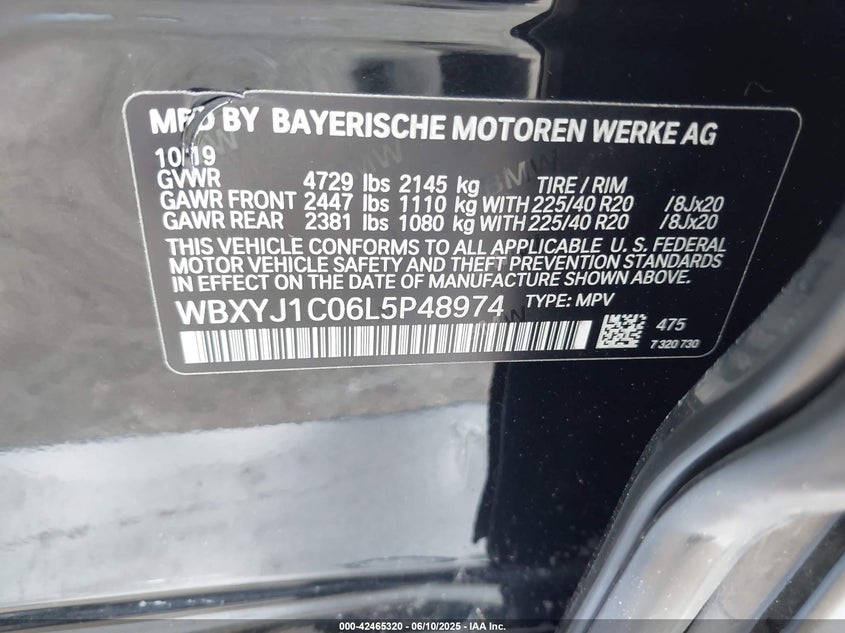 MFD BY BAYERISCHE MOTOREN WERKE AG
10/19
GVWR 4729 lbs 2145 kg TIRE / RIM
GAWR FRONT 2447 lbs 1110 kg WITH 225/40 R20 /8Jx20
GAWR REAR 2381 lbs 1080 kg WITH 225/40 R20 /8Jx20
THIS VEHICLE CONFORMS TO ALL APPLICABLE U. S. FEDERAL
MOTOR VEHICLE SAFETY, BUMPER, AND THEFT PREVENTION STANDARDS
IN EFFECT ON THE DATE OF MANUFACTURE SHOWN ABOVE.
WBXYJ1C06L5P48974 TYPE: MPV
475
7 320 730
000-42465320 - 06/10/2025 - IAA Inc.